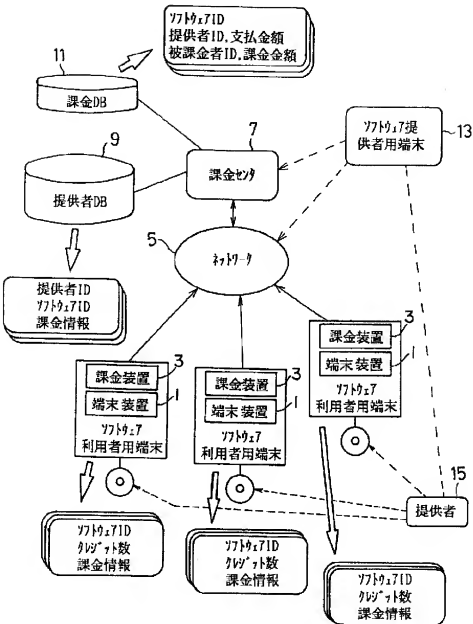 ソフトウェアID
提供者ID,支払金額
被課金者ID,課金金額
11
課金DB
9
提供者DB
7
課金センタ
ソフトウェア提
供者用端末
13
5
ネットワーク
提供者ID
ソフトウェアID
課金情報
課金装置
3
端末装置
1
ソフトウェア
利用者用端末
課金装置
3
端末装置
1
ソフトウェア
利用者用端末
課金装置
3
端末装置
1
ソフトウェア
利用者用端末
15
提供者
ソフトウェアID
クレジット数
課金情報
ソフトウェアID
クレジット数
課金情報
ソフトウェアID
クレジット数
課金情報